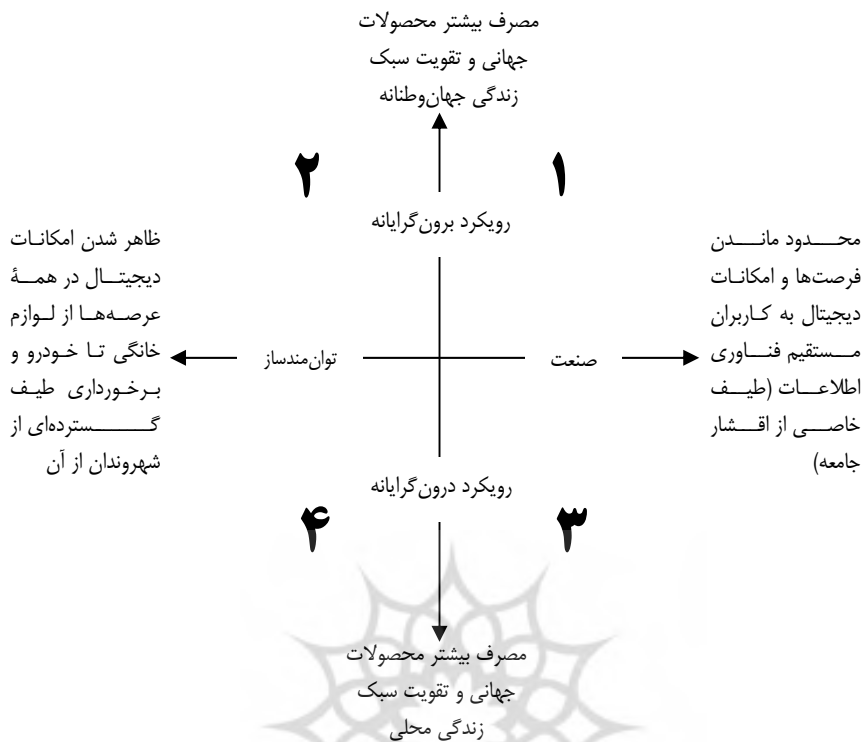 مصرف بیشتر محصولات
جهانی و تقویت سبک
زندگی جهان‌وطنانه
۱
۲
رویکرد برون‌گرایانه
محدود ماندن
فرصت‌ها و امکانات
دیجیتال به کاربران
مستقیم فناوری
اطلاعات (طیف
خاصی از اقشار
جامعه)
صنعت
توان‌مندساز
ظاهر شدن امکانات
دیجیتال در همهٔ
عرصه‌ها از لوازم
خانگی تا خودرو و
برخورداری طیف
گسترده‌ای از
شهروندان از آن
رویکرد درون‌گرایانه
۳
۴
مصرف بیشتر محصولات
جهانی و تقویت سبک
زندگی محلی